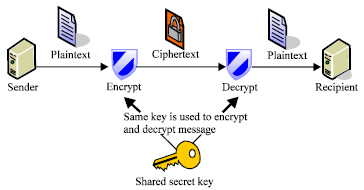 Plaintext
Ciphertext
Plaintext
Sender
Encrypt
Decrypt
Recipient
Same key is used to encrypt
and decrypt message
Shared secret key